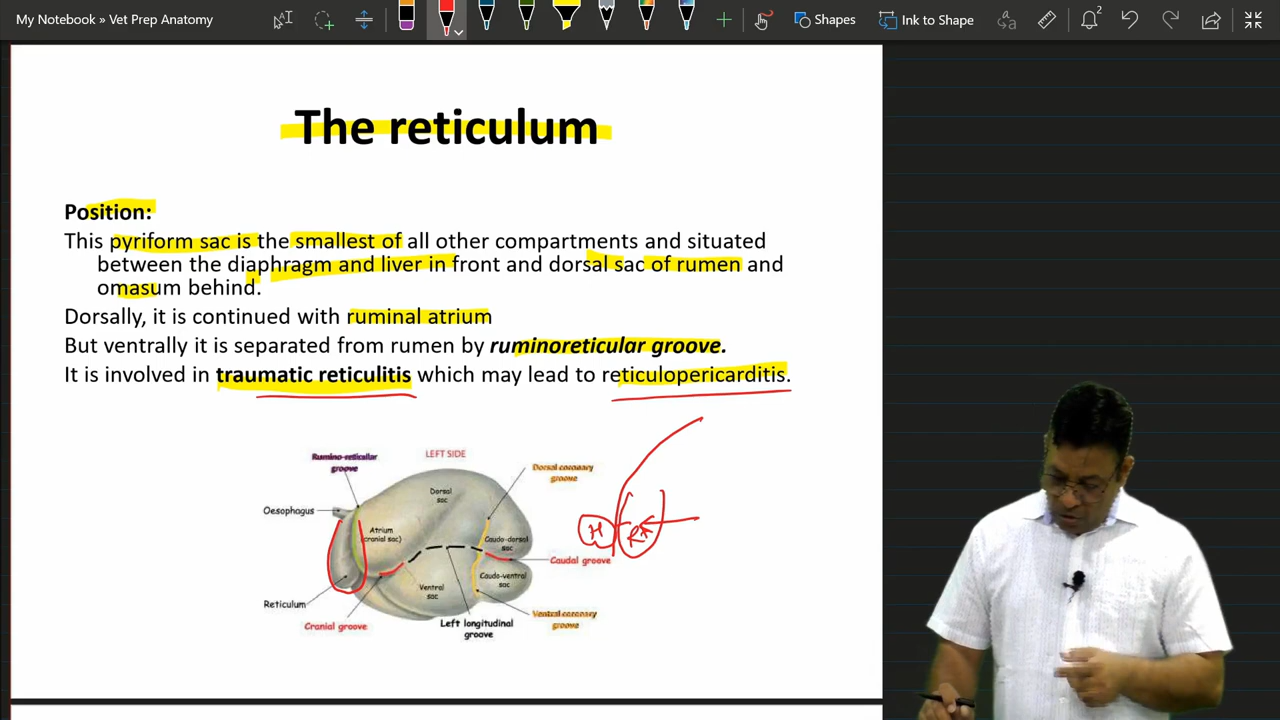 My Notebook » Vet Prep Anatomy
Shapes
Ink to Shape
2
The reticulum
Position:
This pyriform sac is the smallest of all other compartments and situated
between the diaphragm and liver in front and dorsal sac of rumen and
omasum behind.
Dorsally, it is continued with ruminal atrium
But ventrally it is separated from rumen by ruminoreticular groove.
It is involved in traumatic reticulitis which may lead to reticulopericarditis.
Rumino-reticular
groove
LEFT SIDE
Dorsal coronary
groove
Dorsal
sac
Oesophagus
Atrium
(cranial sac)
Caudo-dorsal
sac
H
R
Caudal groove
Caudo-ventral
sac
Ventral
sac
Reticulum
Cranial groove
Left longitudinal
groove
Ventral coronary
groove